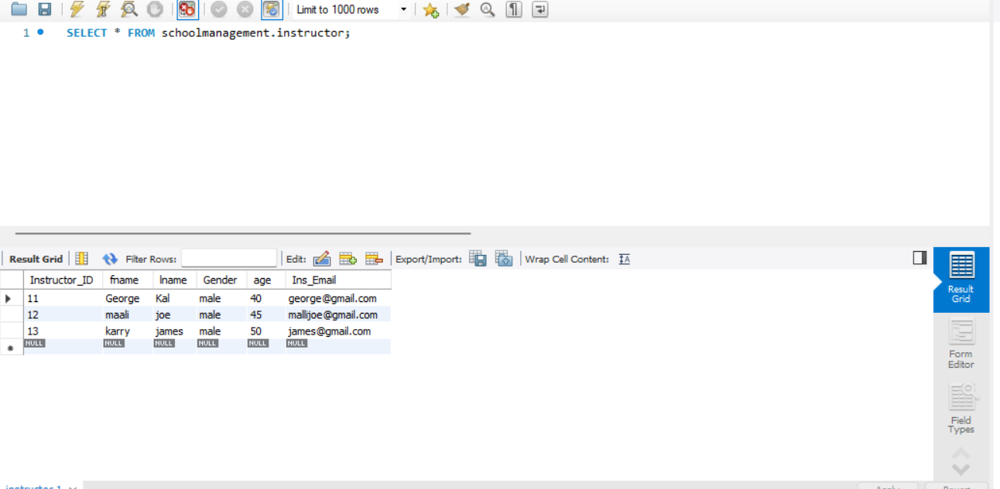 Limit to 1000 rows
1 SELECT * FROM schoolmanagement.instructor;
Result Grid Filter Rows: Edit: Export/Import: Wrap Cell Content: IA
Instructor_ID fname lname Gender age Ins_Email
11 George Kal male 40 george@gmail.com
12 maali joe male 45 mallijoe@gmail.com
13 karry james male 50 james@gmail.com
NULL NULL NULL NULL NULL NULL
Result
Grid
Form
Editor
Field
Types
instructor 1
Apply Revert